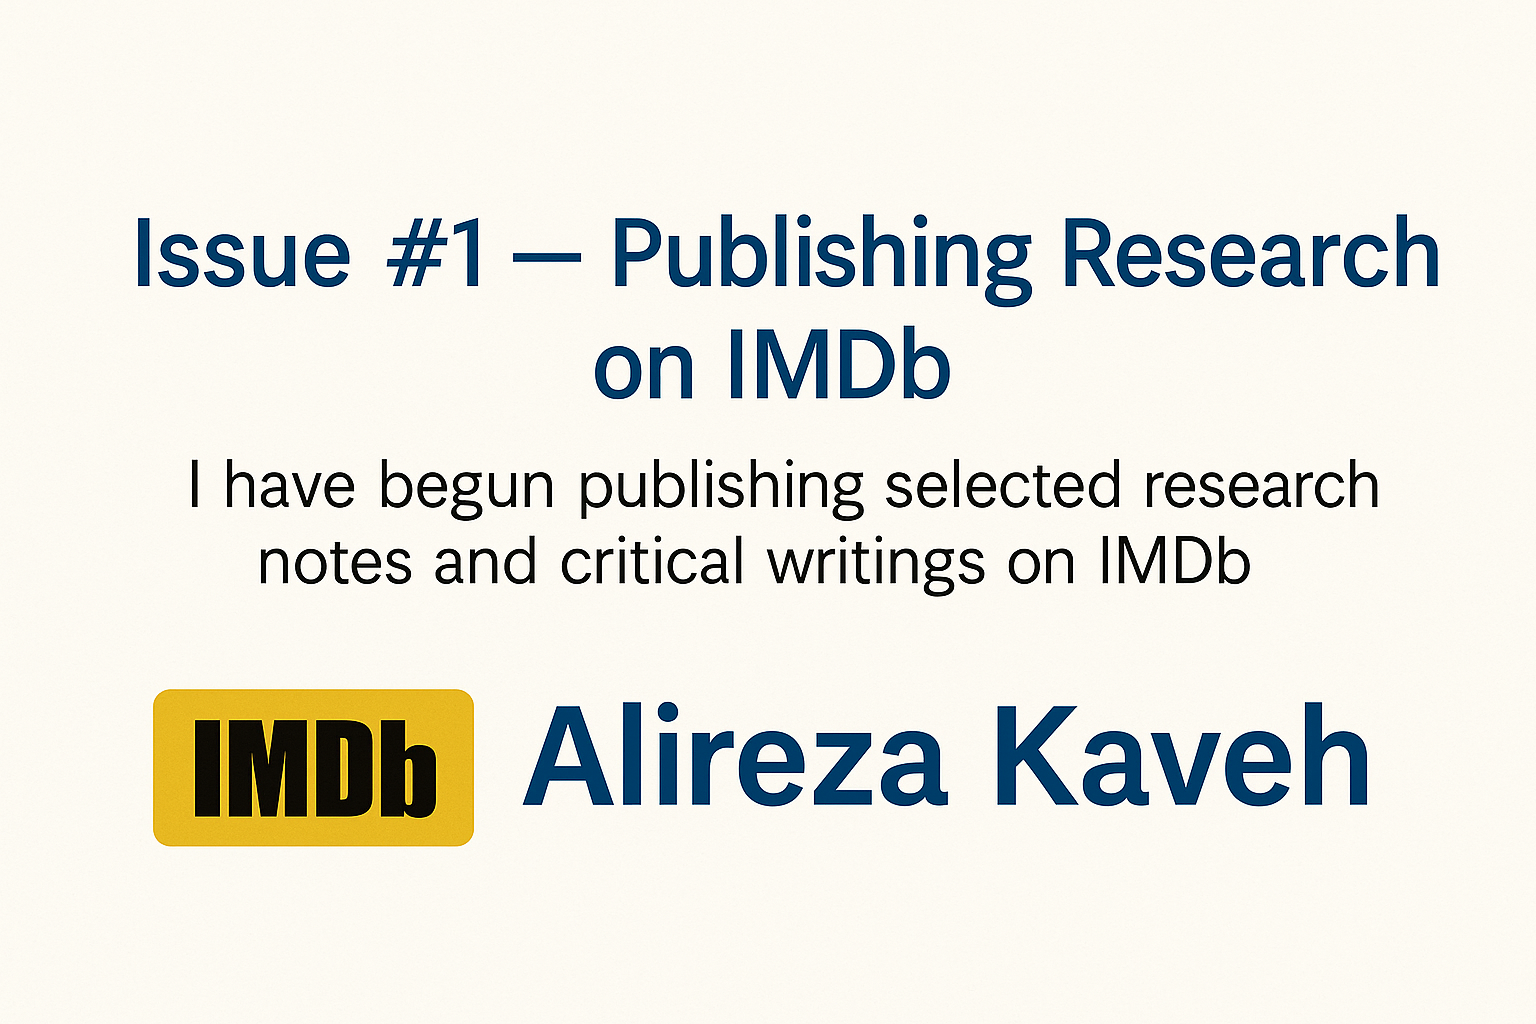 Issue #1 — Publishing Research
on IMDb
I have begun publishing selected research
notes and critical writings on IMDb
IMDb Alireza Kaveh